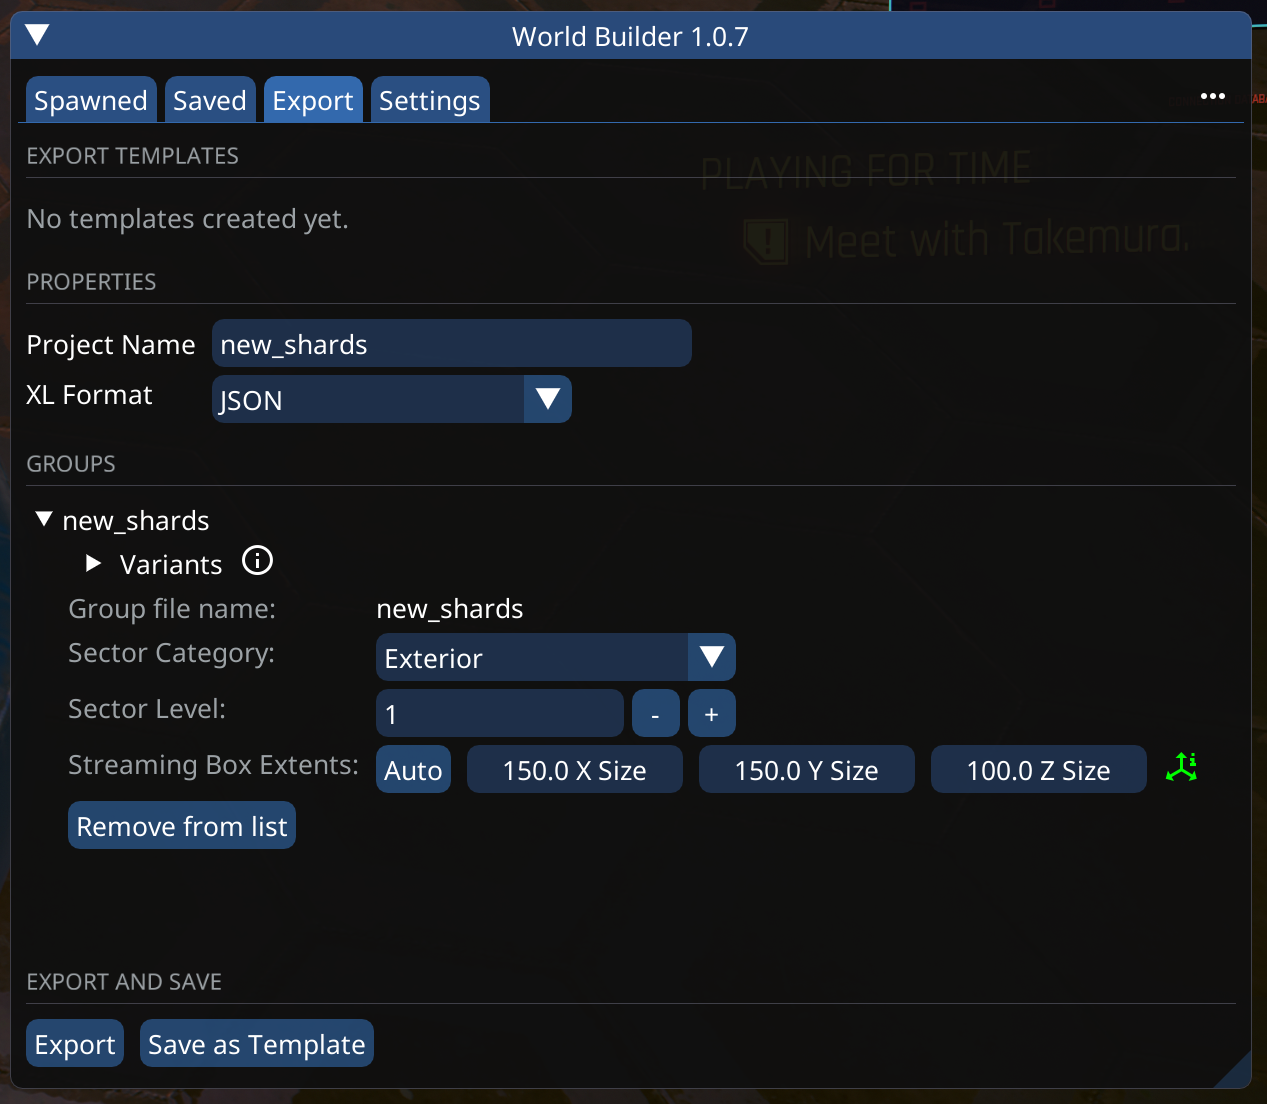 World Builder 1.0.7
Spawned Saved Export Settings ...
EXPORT TEMPLATES
PLAYING FOR TIME
No templates created yet.
Meet with Takemura.
PROPERTIES
Project Name new_shards
XL Format JSON
GROUPS
new_shards
Variants
Group file name: new_shards
Sector Category: Exterior
Sector Level: 1 - +
Streaming Box Extents: Auto 150.0 X Size 150.0 Y Size 100.0 Z Size
Remove from list
EXPORT AND SAVE
Export Save as Template